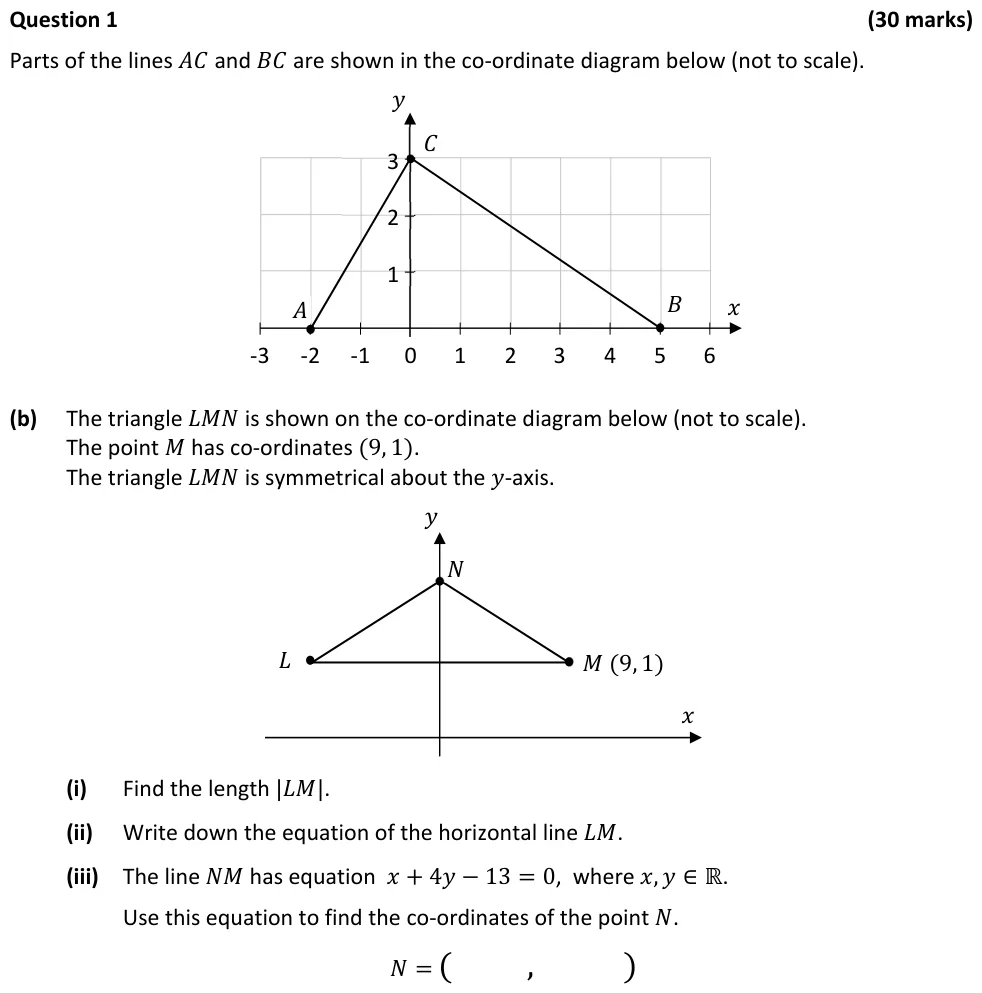 Question 1 (30 marks)
Parts of the lines AC and BC are shown in the co-ordinate diagram below (not to scale).
y
C
3
2
1
A
B
x
-3 -2 -1 0 1 2 3 4 5 6
(b) The triangle LMN is shown on the co-ordinate diagram below (not to scale).
The point M has co-ordinates (9, 1).
The triangle LMN is symmetrical about the y-axis.
y
N
L
M (9, 1)
x
(i) Find the length |LM|.
(ii) Write down the equation of the horizontal line LM.
(iii) The line NM has equation x + 4y − 13 = 0, where x, y ∈ ℝ.
Use this equation to find the co-ordinates of the point N.
N = ( , )